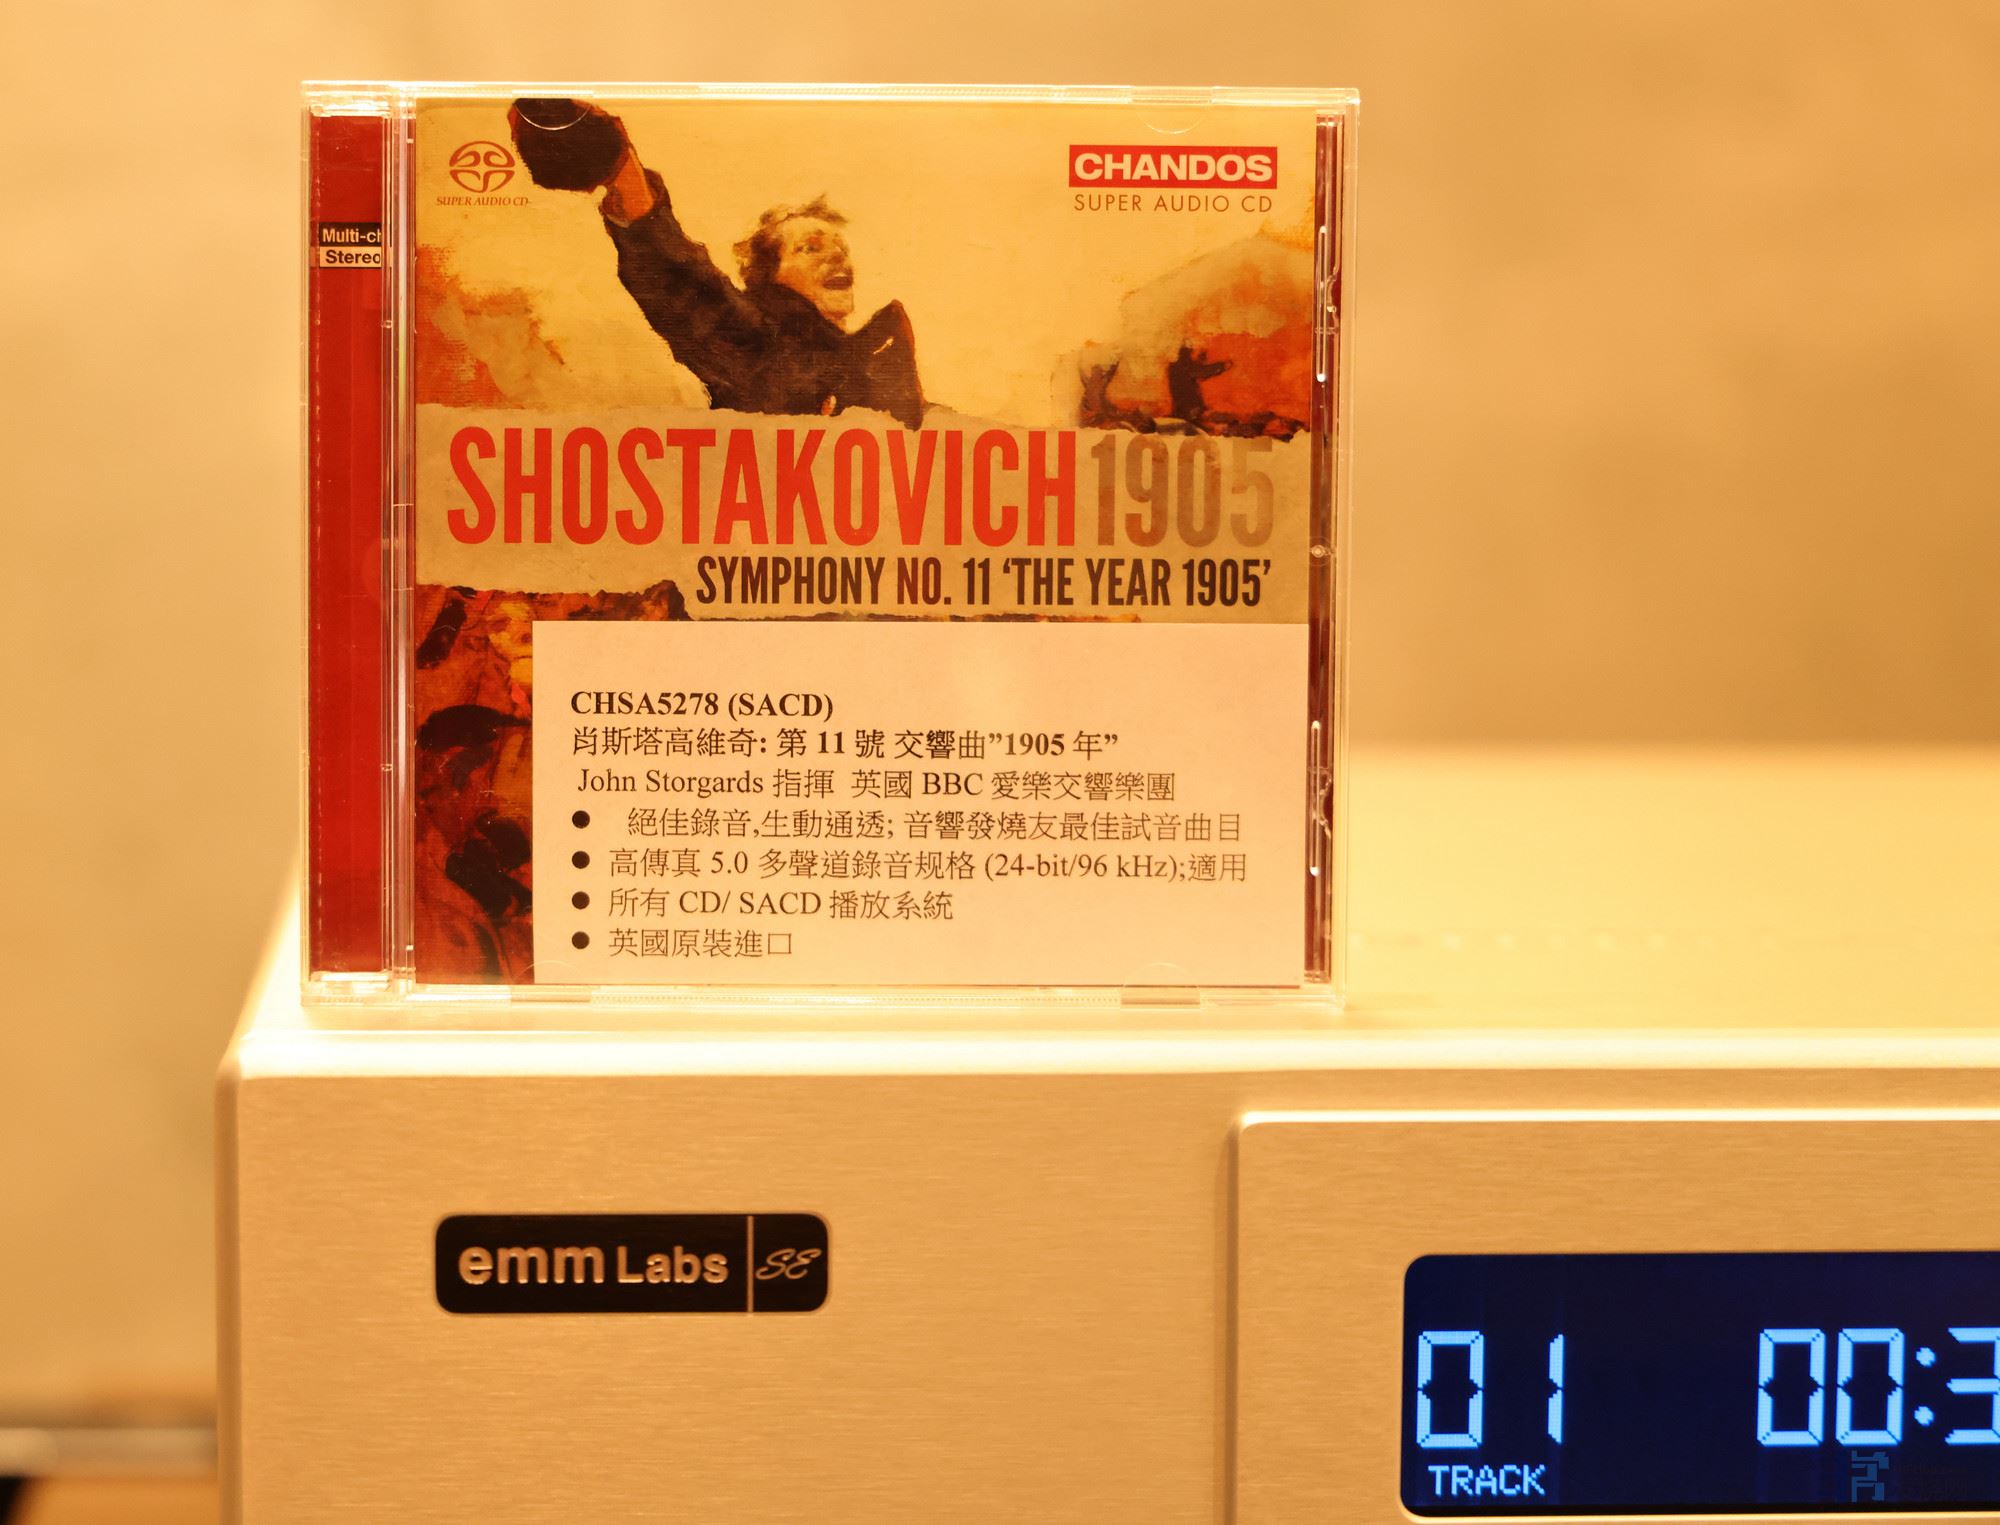 SUPER AUDIO CD
CHANDOS
SUPER AUDIO CD
Multi-ch
Stereo
SHOSTAKOVICH 1905
SYMPHONY NO. 11 ‘THE YEAR 1905’
CHSA5278 (SACD)
肖斯塔高維奇: 第 11 號 交響曲”1905 年”
John Storgards 指揮 英國 BBC 愛樂交響樂團
● 絕佳錄音,生動通透; 音響發燒友最佳試音曲目
● 高傳真 5.0 多聲道錄音规格 (24-bit/96 kHz);適用
● 所有 CD/ SACD 播放系統
● 英國原裝進口
emm Labs SE
01 00:3
TRACK